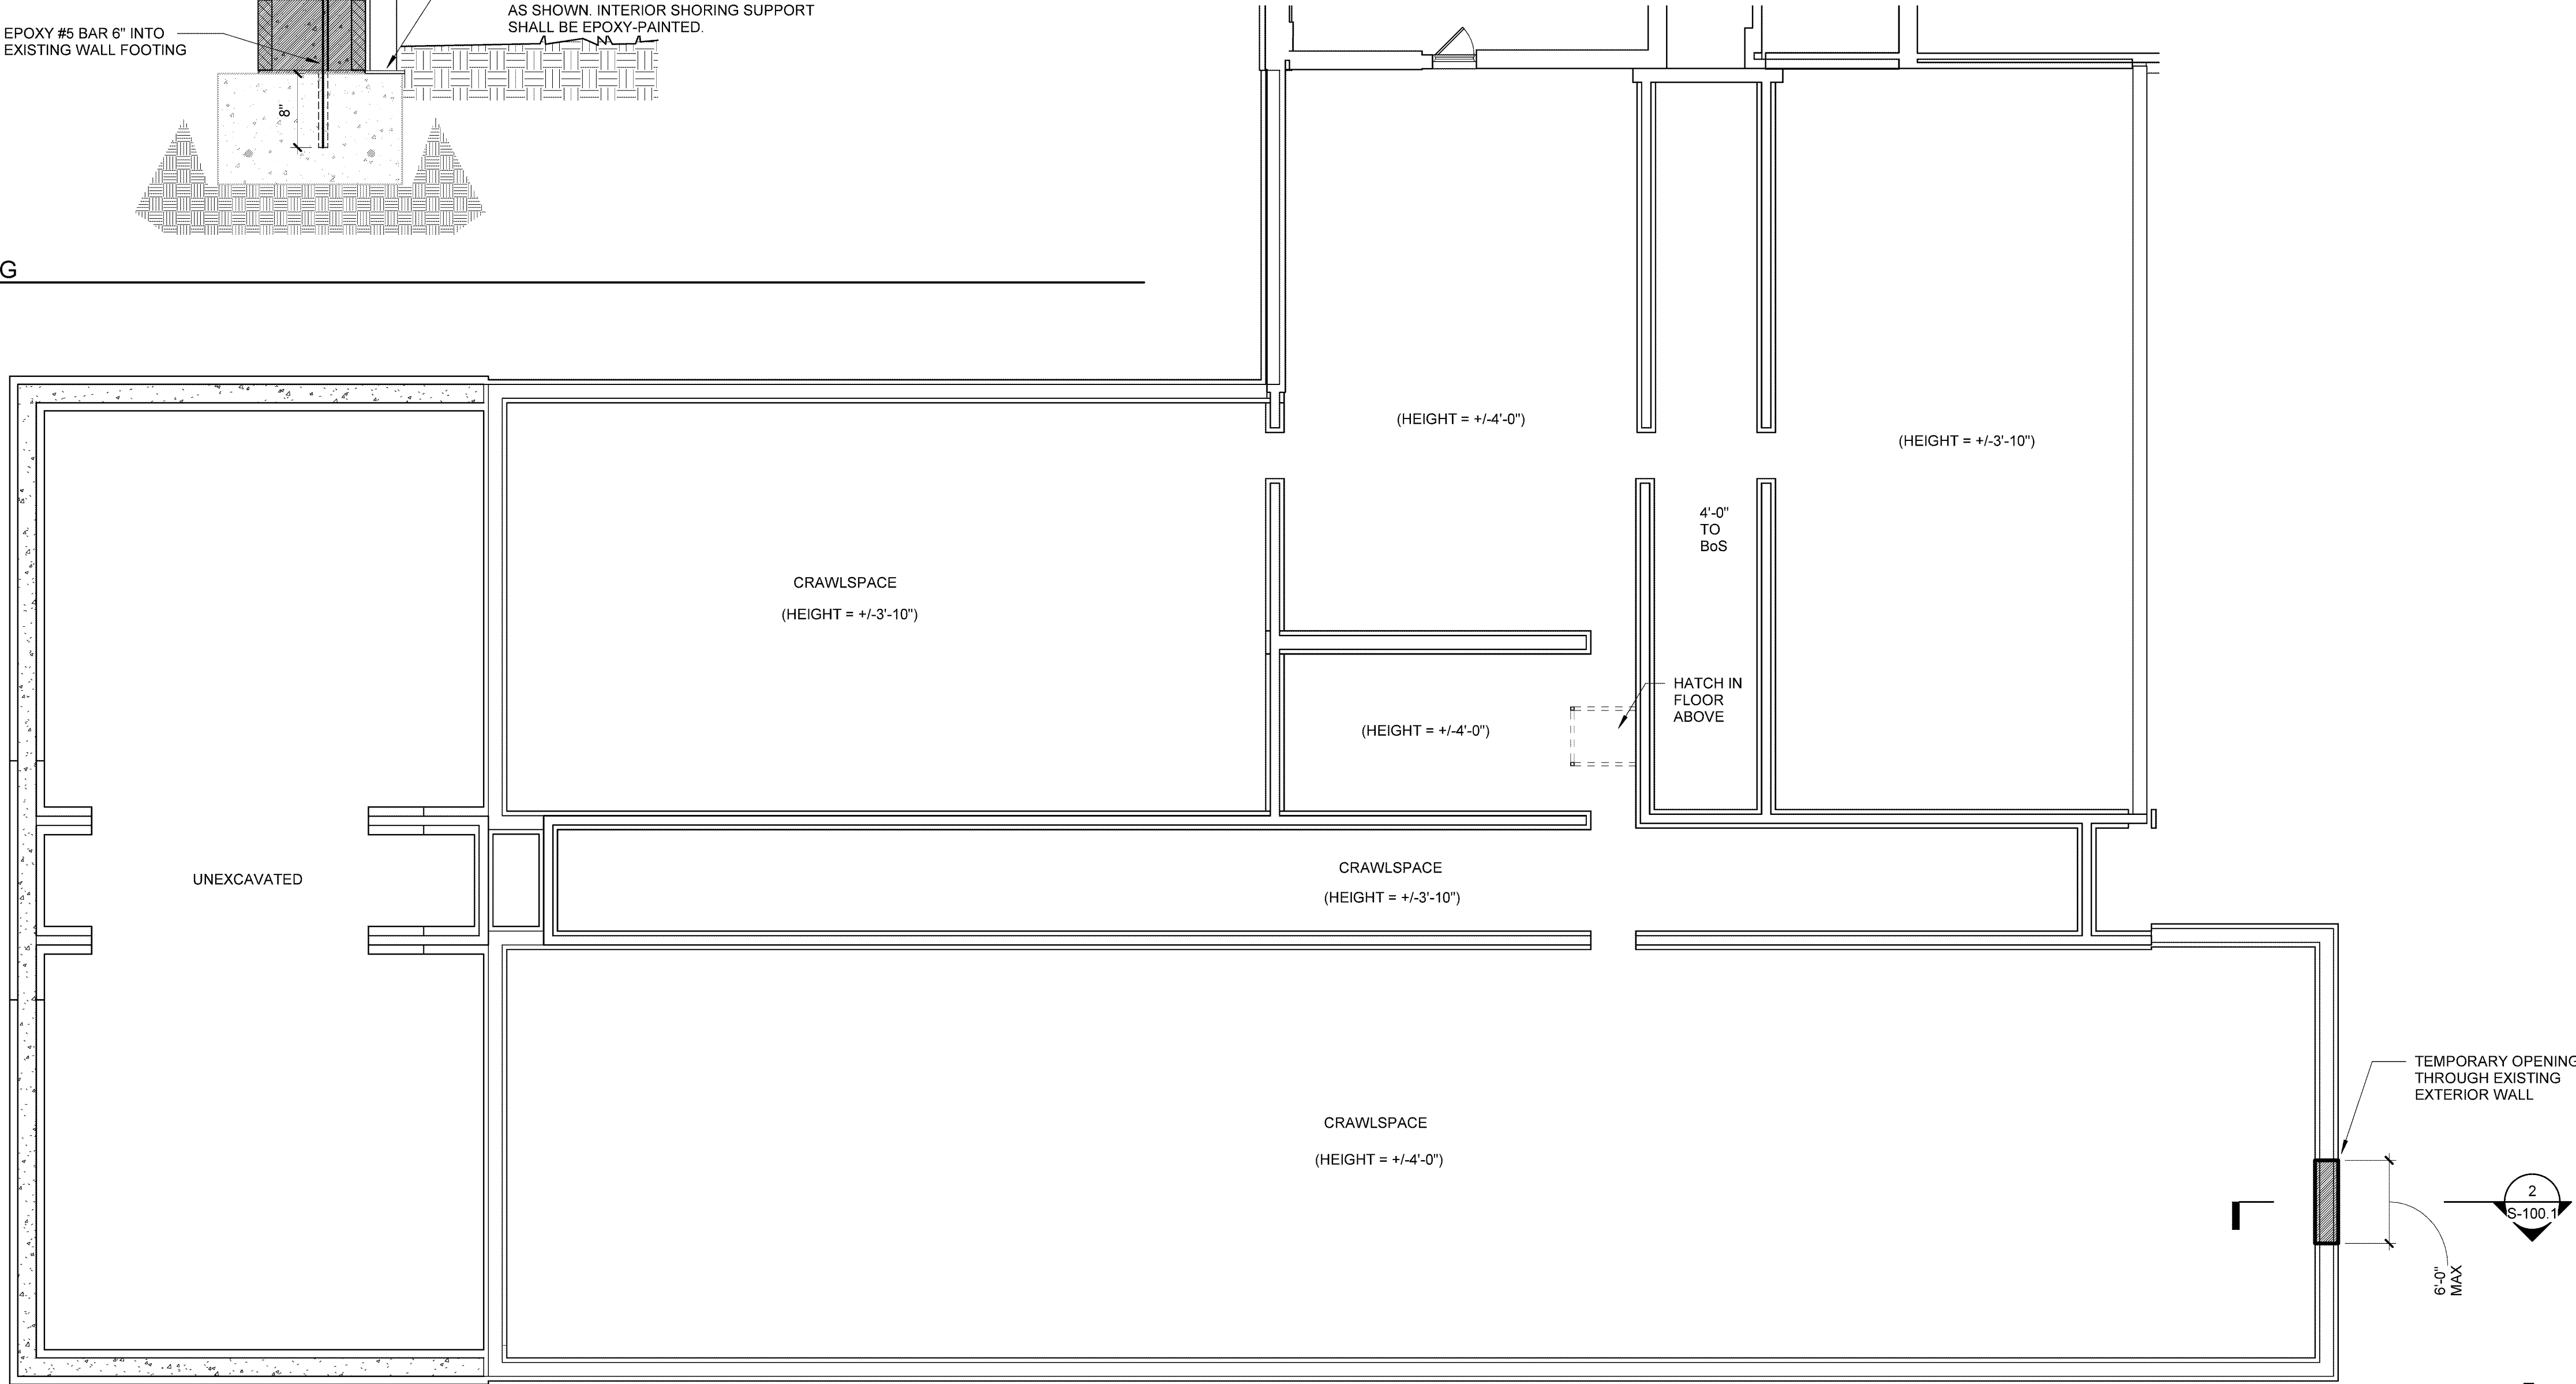 AS SHOWN. INTERIOR SHORING SUPPORT
SHALL BE EPOXY-PAINTED.
EPOXY #5 BAR 6" INTO
EXISTING WALL FOOTING
8"
G
(HEIGHT = +/-4'-0")
(HEIGHT = +/-3'-10")
4'-0"
TO
BoS
CRAWLSPACE
(HEIGHT = +/-3'-10")
HATCH IN
FLOOR
ABOVE
(HEIGHT = +/-4'-0")
UNEXCAVATED
CRAWLSPACE
(HEIGHT = +/-3'-10")
TEMPORARY OPENING
THROUGH EXISTING
EXTERIOR WALL
CRAWLSPACE
(HEIGHT = +/-4'-0")
2
S-100.1
6'-0"
MAX